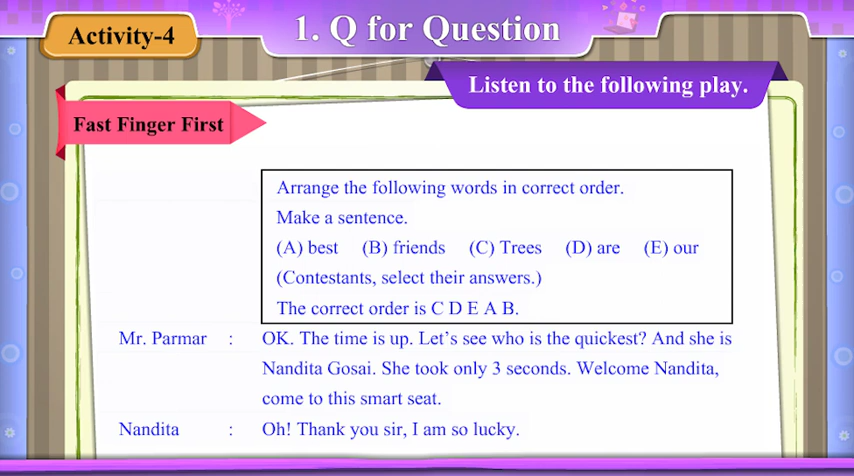 Activity-4
1. Q for Question
Listen to the following play.
Fast Finger First
Arrange the following words in correct order.
Make a sentence.
(A) best (B) friends (C) Trees (D) are (E) our
(Contestants, select their answers.)
The correct order is C D E A B.
Mr. Parmar : OK. The time is up. Let's see who is the quickest? And she is
Nandita Gosai. She took only 3 seconds. Welcome Nandita,
come to this smart seat.
Nandita : Oh! Thank you sir, I am so lucky.